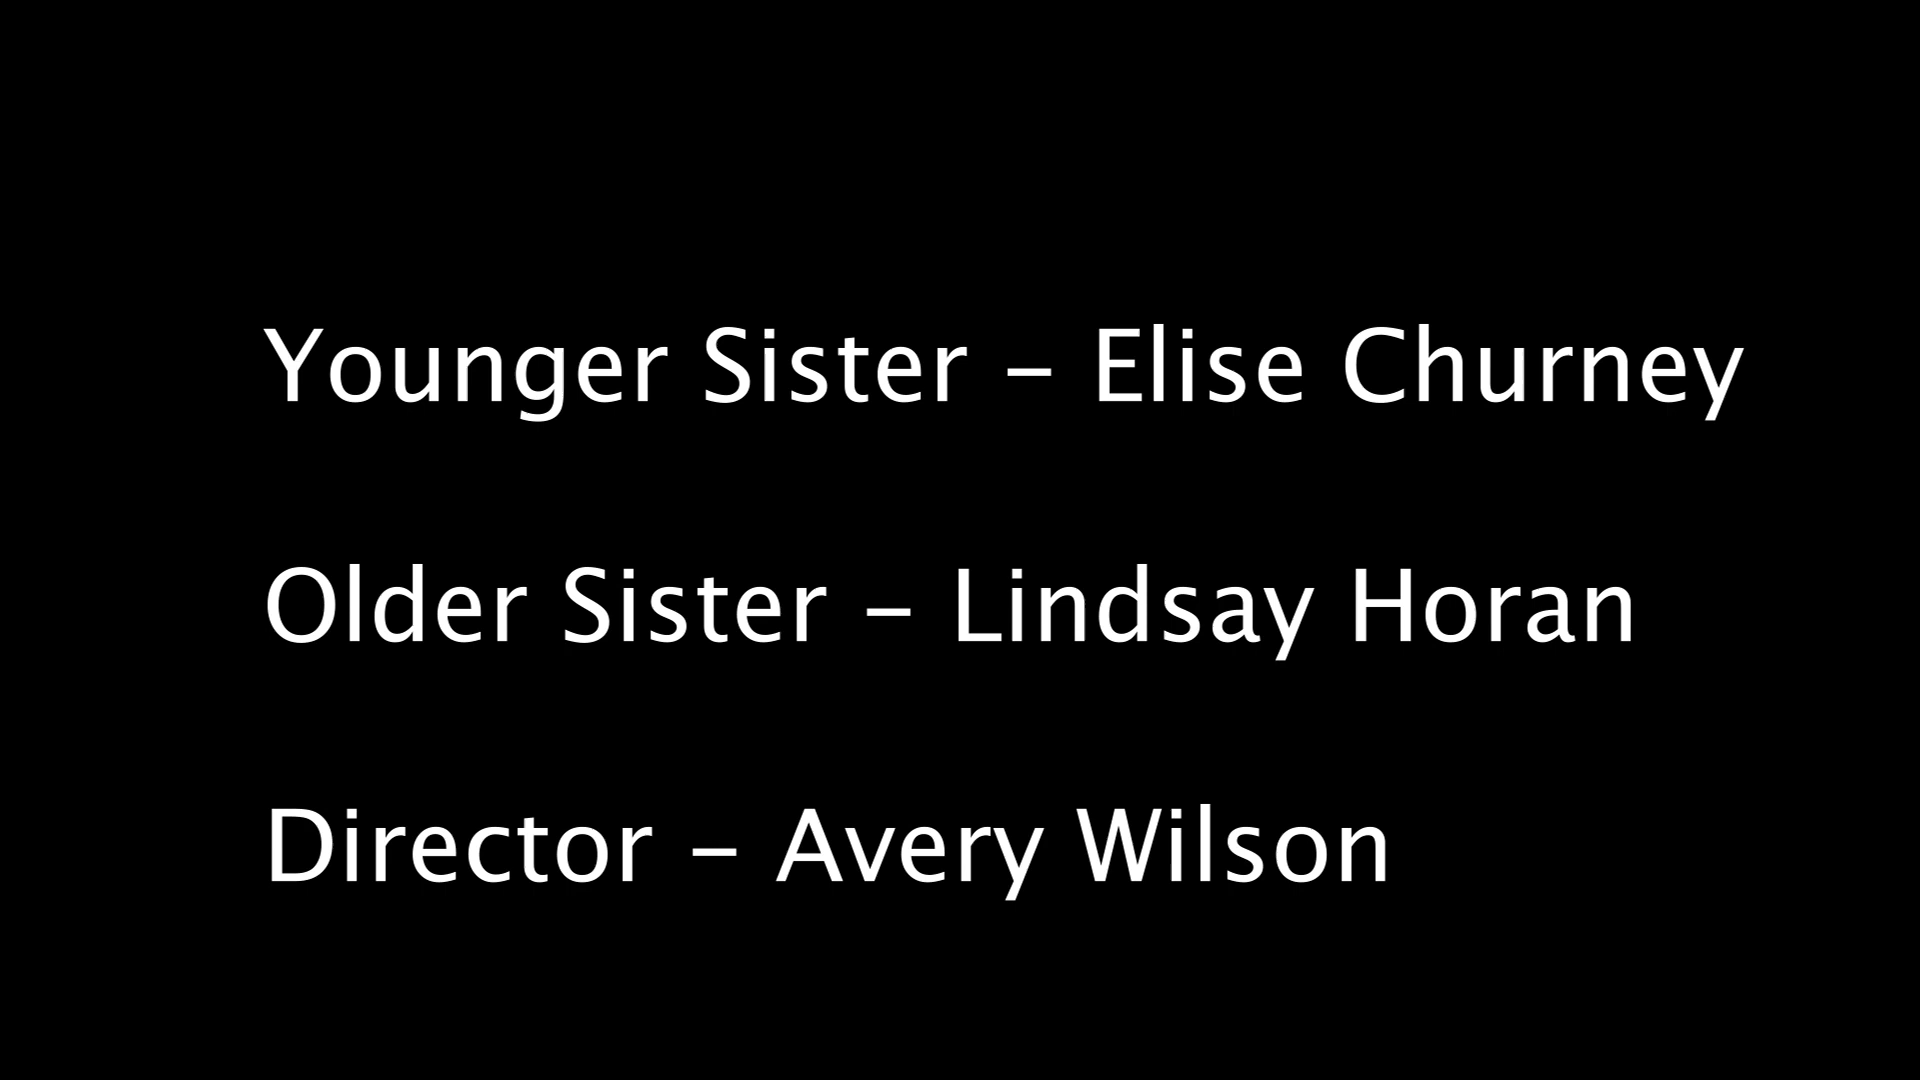 Younger Sister - Elise Churney
Older Sister - Lindsay Horan
Director - Avery Wilson